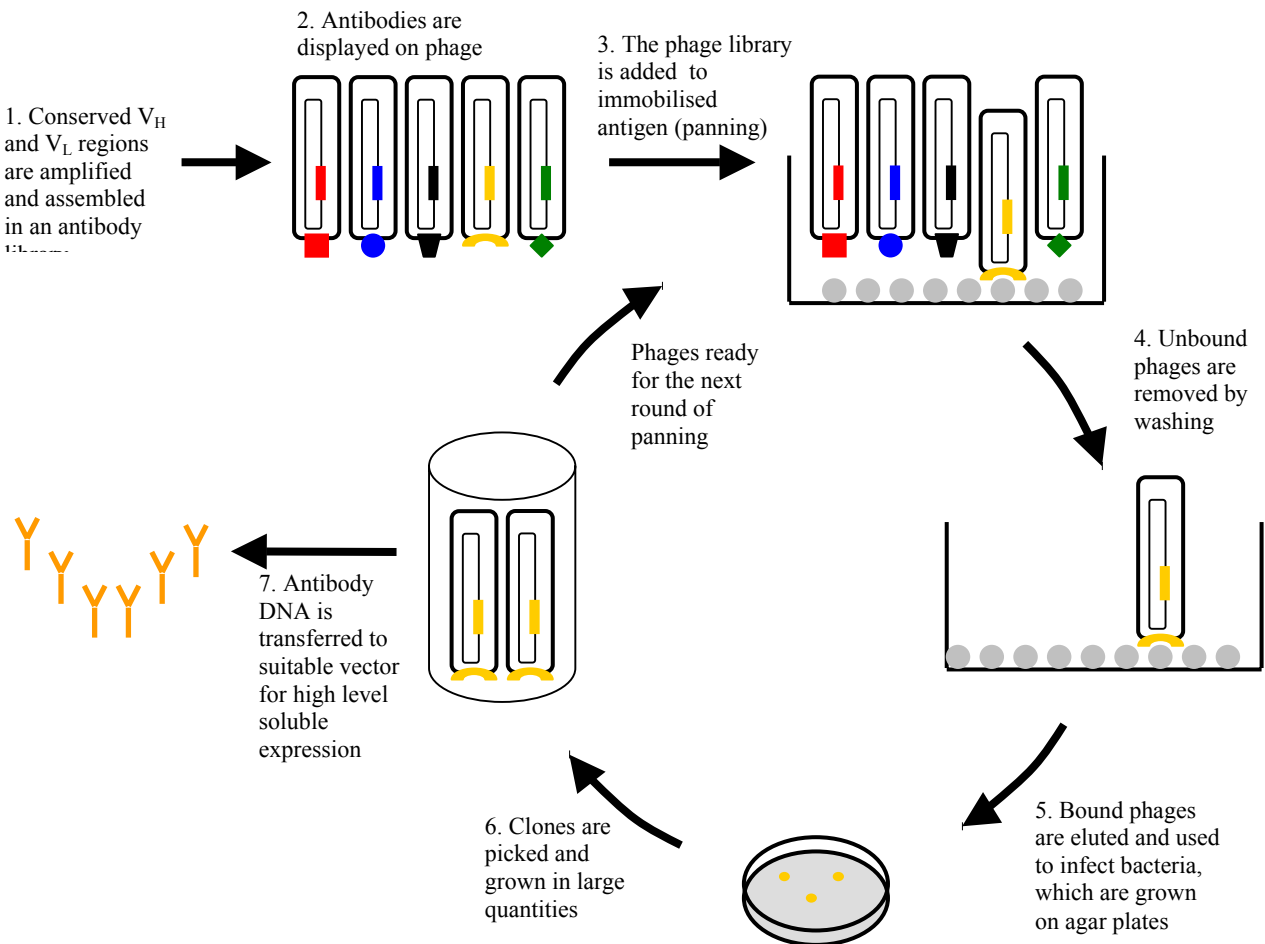 1. Conserved VH
and VL regions
are amplified
and assembled
in an antibody
2. Antibodies are
displayed on phage
3. The phage library
is added to
immobilised
antigen (panning)
4. Unbound
phages are
removed by
washing
5. Bound phages
are eluted and used
to infect bacteria,
which are grown
on agar plates
6. Clones are
picked and
grown in large
quantities
Phages ready
for the next
round of
panning
7. Antibody
DNA is
transferred to
suitable vector
for high level
soluble
expression